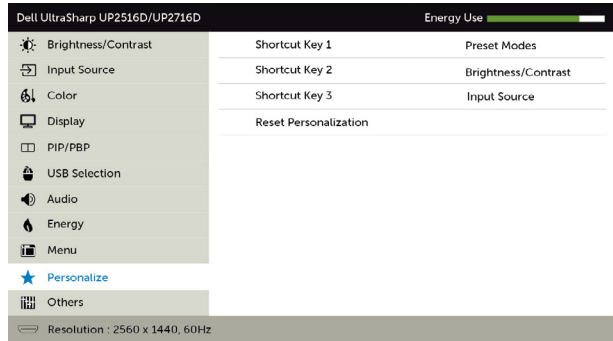 Dell UltraSharp UP2516D/UP2716D Energy Use
Brightness/Contrast Shortcut Key 1 Preset Modes
Input Source Shortcut Key 2 Brightness/Contrast
Color Shortcut Key 3 Input Source
Display Reset Personalization
PIP/PBP
USB Selection
Audio
Energy
Menu
Personalize
Others
Resolution : 2560 x 1440, 60Hz